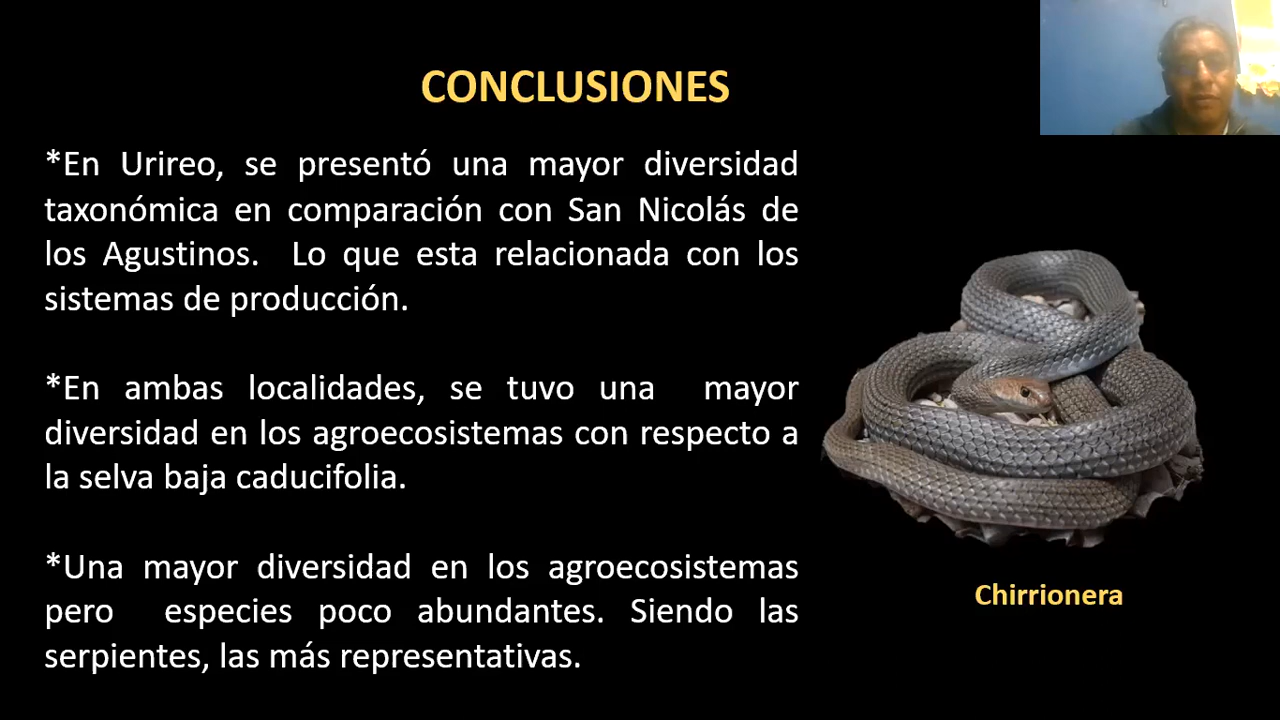 CONCLUSIONES
*En Urireo, se presentó una mayor diversidad
taxonómica en comparación con San Nicolás de
los Agustinos. Lo que esta relacionada con los
sistemas de producción.
*En ambas localidades, se tuvo una mayor
diversidad en los agroecosistemas con respecto a
la selva baja caducifolia.
*Una mayor diversidad en los agroecosistemas
pero especies poco abundantes. Siendo las
serpientes, las más representativas.
Chirrionera